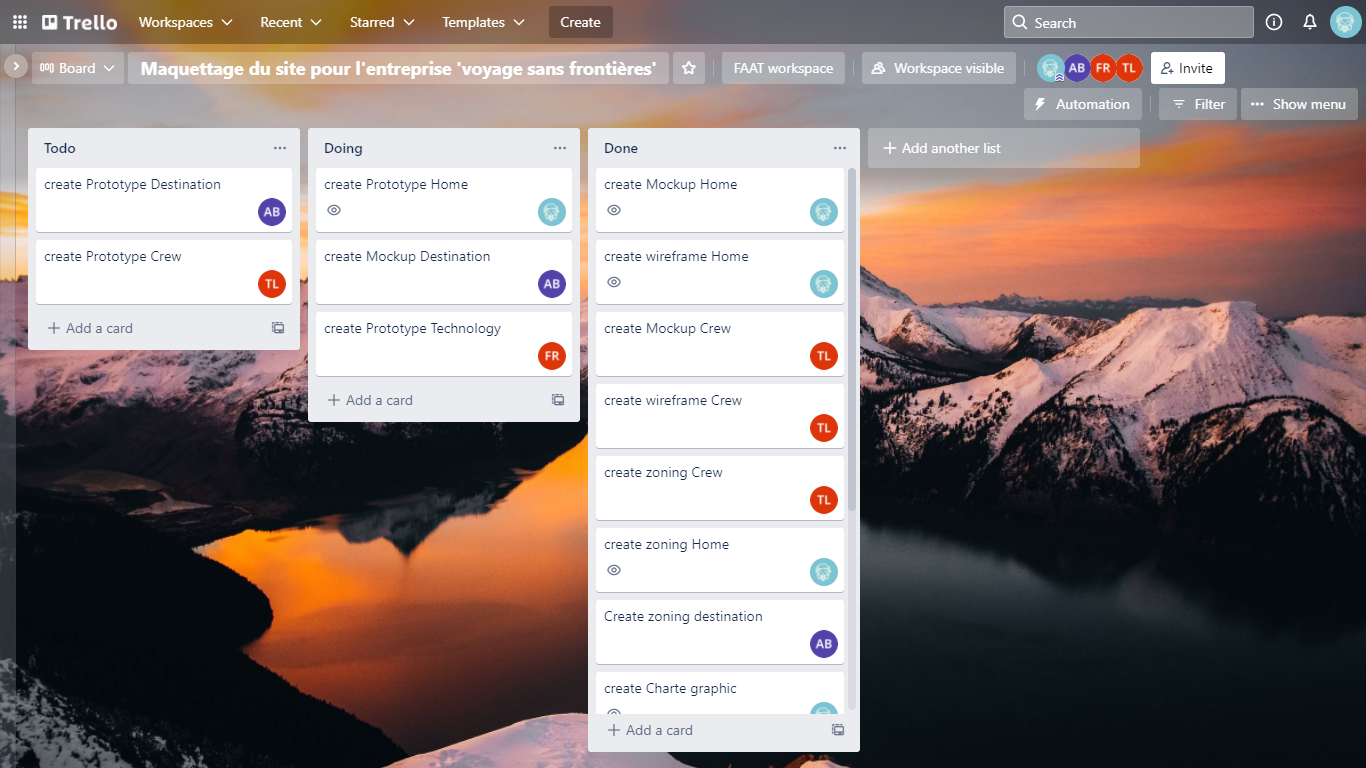 Trello Workspaces Recent Starred Templates Create Search
Board Maquettage du site pour l'entreprise 'voyage sans frontières' FAAT workspace Workspace visible AB FR TL Invite
Automation Filter Show menu
Todo
create Prototype Destination
AB
create Prototype Crew
TL
Add a card
Doing
create Prototype Home
create Mockup Destination
AB
create Prototype Technology
FR
Add a card
Done
create Mockup Home
create wireframe Home
create Mockup Crew
TL
create wireframe Crew
TL
create zoning Crew
TL
create zoning Home
Create zoning destination
AB
create Charte graphic
Add a card
Add another list